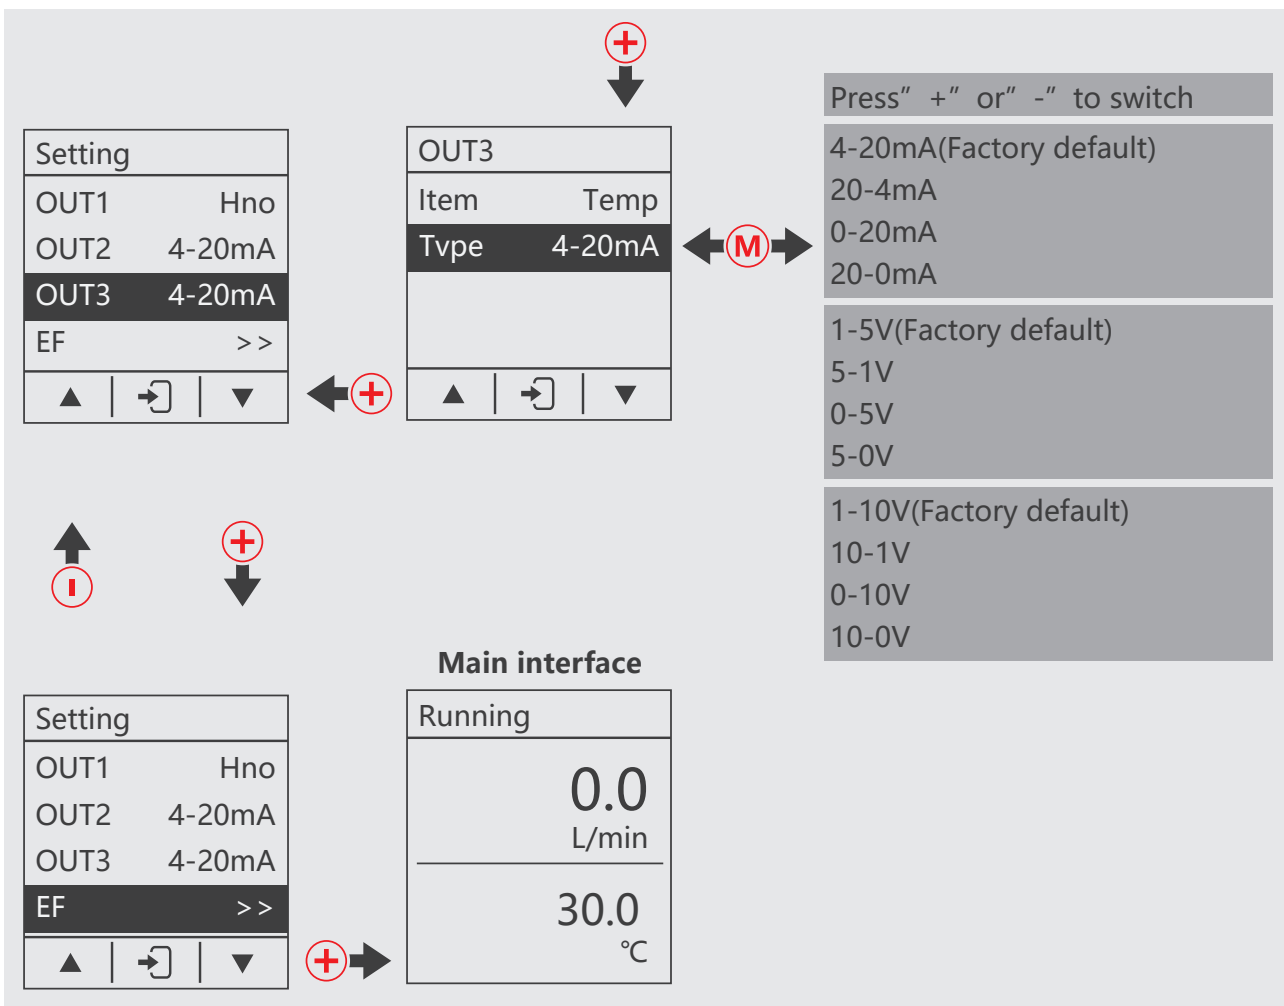 Setting
OUT1 Hno
OUT2 4-20mA
OUT3 4-20mA
EF >>
OUT3
Item Temp
Tvpe 4-20mA
M
Press" +" or" -" to switch
4-20mA(Factory default)
20-4mA
0-20mA
20-0mA
1-5V(Factory default)
5-1V
0-5V
5-0V
1-10V(Factory default)
10-1V
0-10V
10-0V
Setting
OUT1 Hno
OUT2 4-20mA
OUT3 4-20mA
EF >>
Main interface
Running
0.0
L/min
30.0
℃